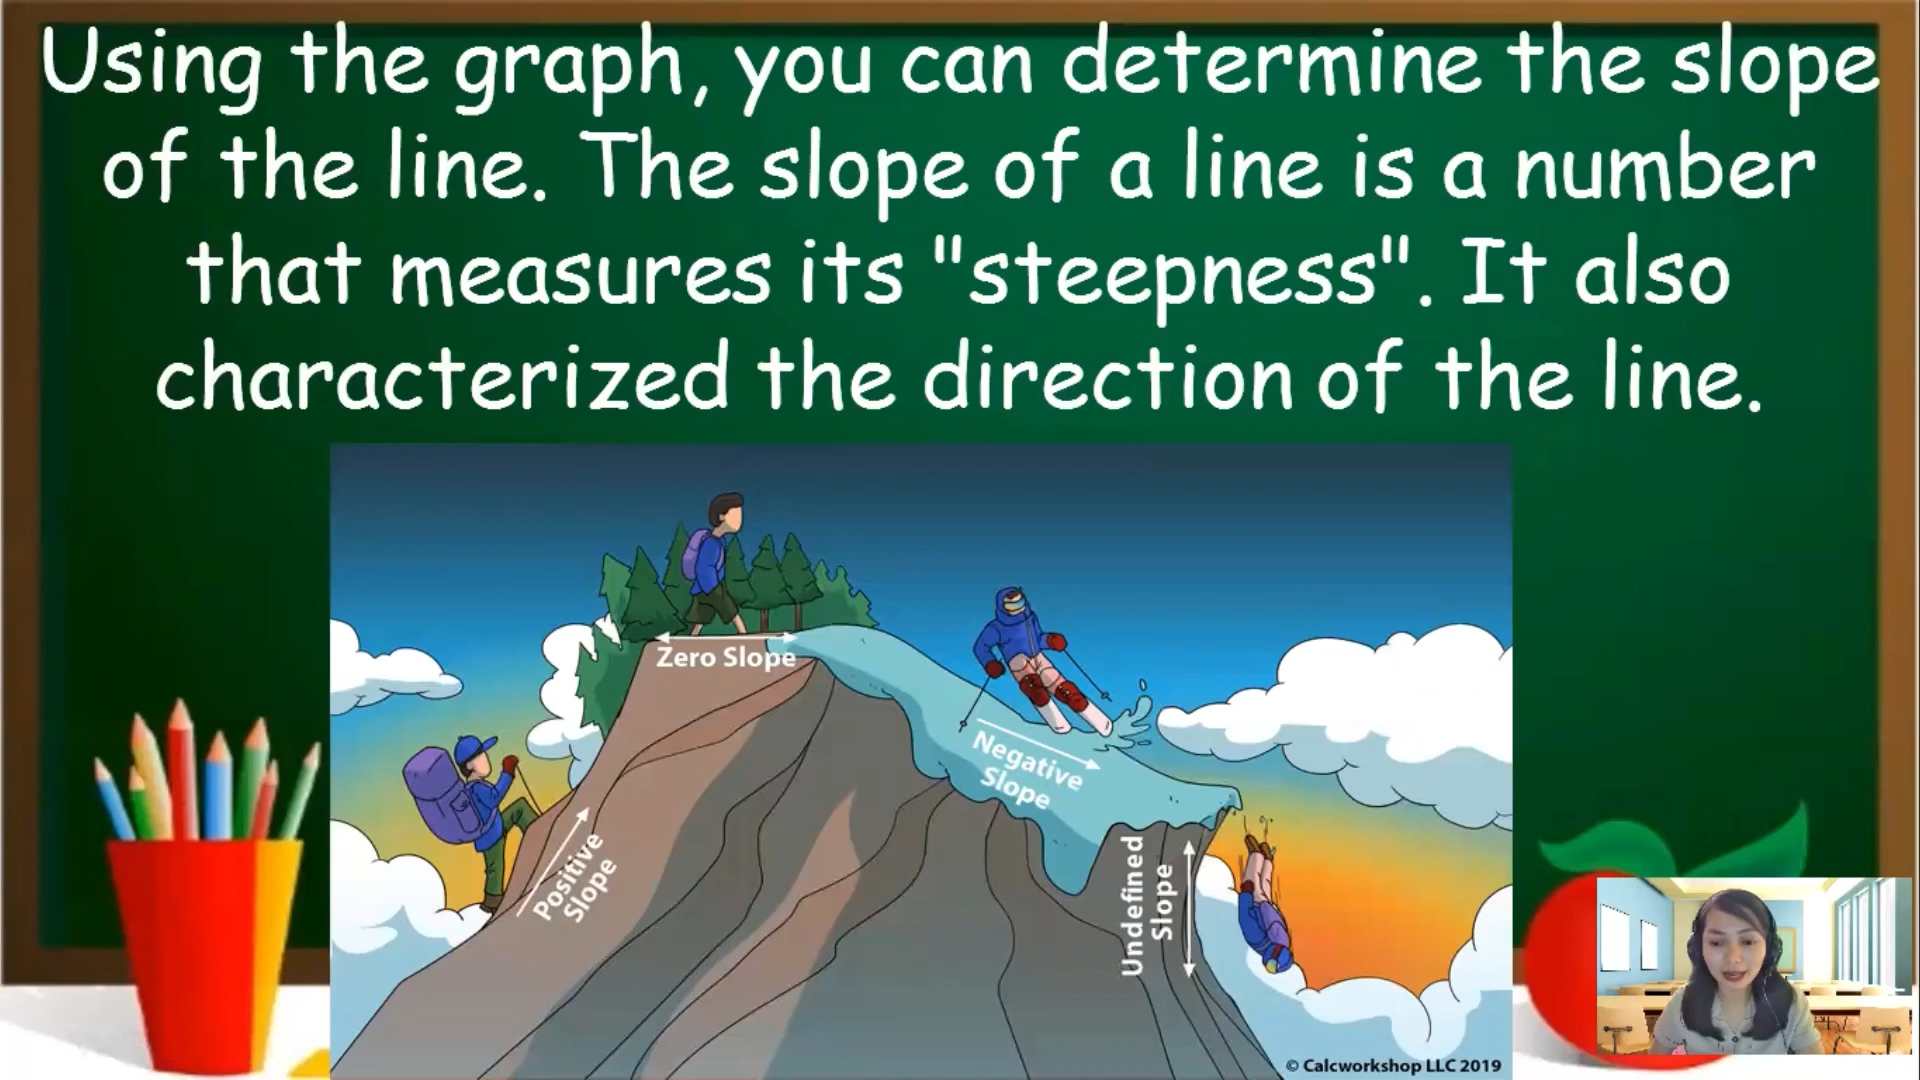 Using the graph, you can determine the slope
of the line. The slope of a line is a number
that measures its "steepness". It also
characterized the direction of the line.
Zero Slope
Negative
Slope
Positive
Slope
Undefined
Slope
© Calcworkshop LLC 2019